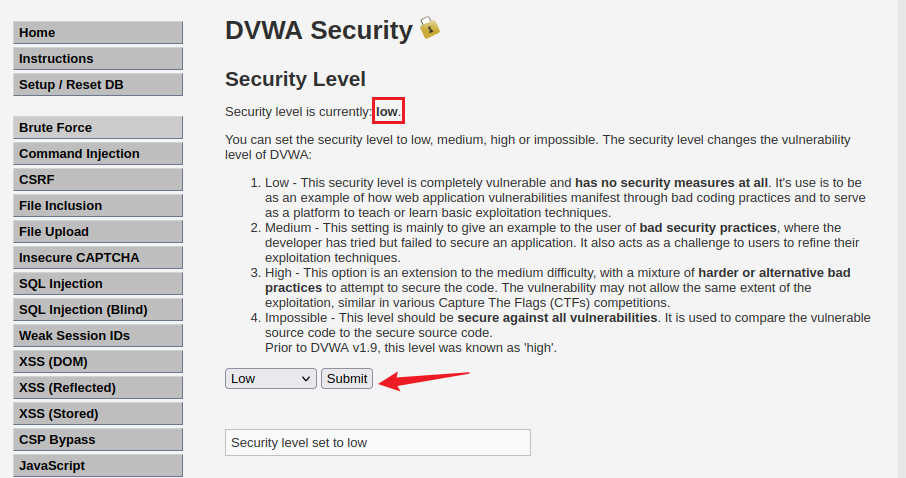 Home
Instructions
Setup / Reset DB
Brute Force
Command Injection
CSRF
File Inclusion
File Upload
Insecure CAPTCHA
SQL Injection
SQL Injection (Blind)
Weak Session IDs
XSS (DOM)
XSS (Reflected)
XSS (Stored)
CSP Bypass
JavaScript
DVWA Security
Security Level
Security level is currently: low.
You can set the security level to low, medium, high or impossible. The security level changes the vulnerability
level of DVWA:
1. Low - This security level is completely vulnerable and has no security measures at all. It's use is to be
as an example of how web application vulnerabilities manifest through bad coding practices and to serve
as a platform to teach or learn basic exploitation techniques.
2. Medium - This setting is mainly to give an example to the user of bad security practices, where the
developer has tried but failed to secure an application. It also acts as a challenge to users to refine their
exploitation techniques.
3. High - This option is an extension to the medium difficulty, with a mixture of harder or alternative bad
practices to attempt to secure the code. The vulnerability may not allow the same extent of the
exploitation, similar in various Capture The Flags (CTFs) competitions.
4. Impossible - This level should be secure against all vulnerabilities. It is used to compare the vulnerable
source code to the secure source code.
Prior to DVWA v1.9, this level was known as 'high'.
Low Submit
Security level set to low